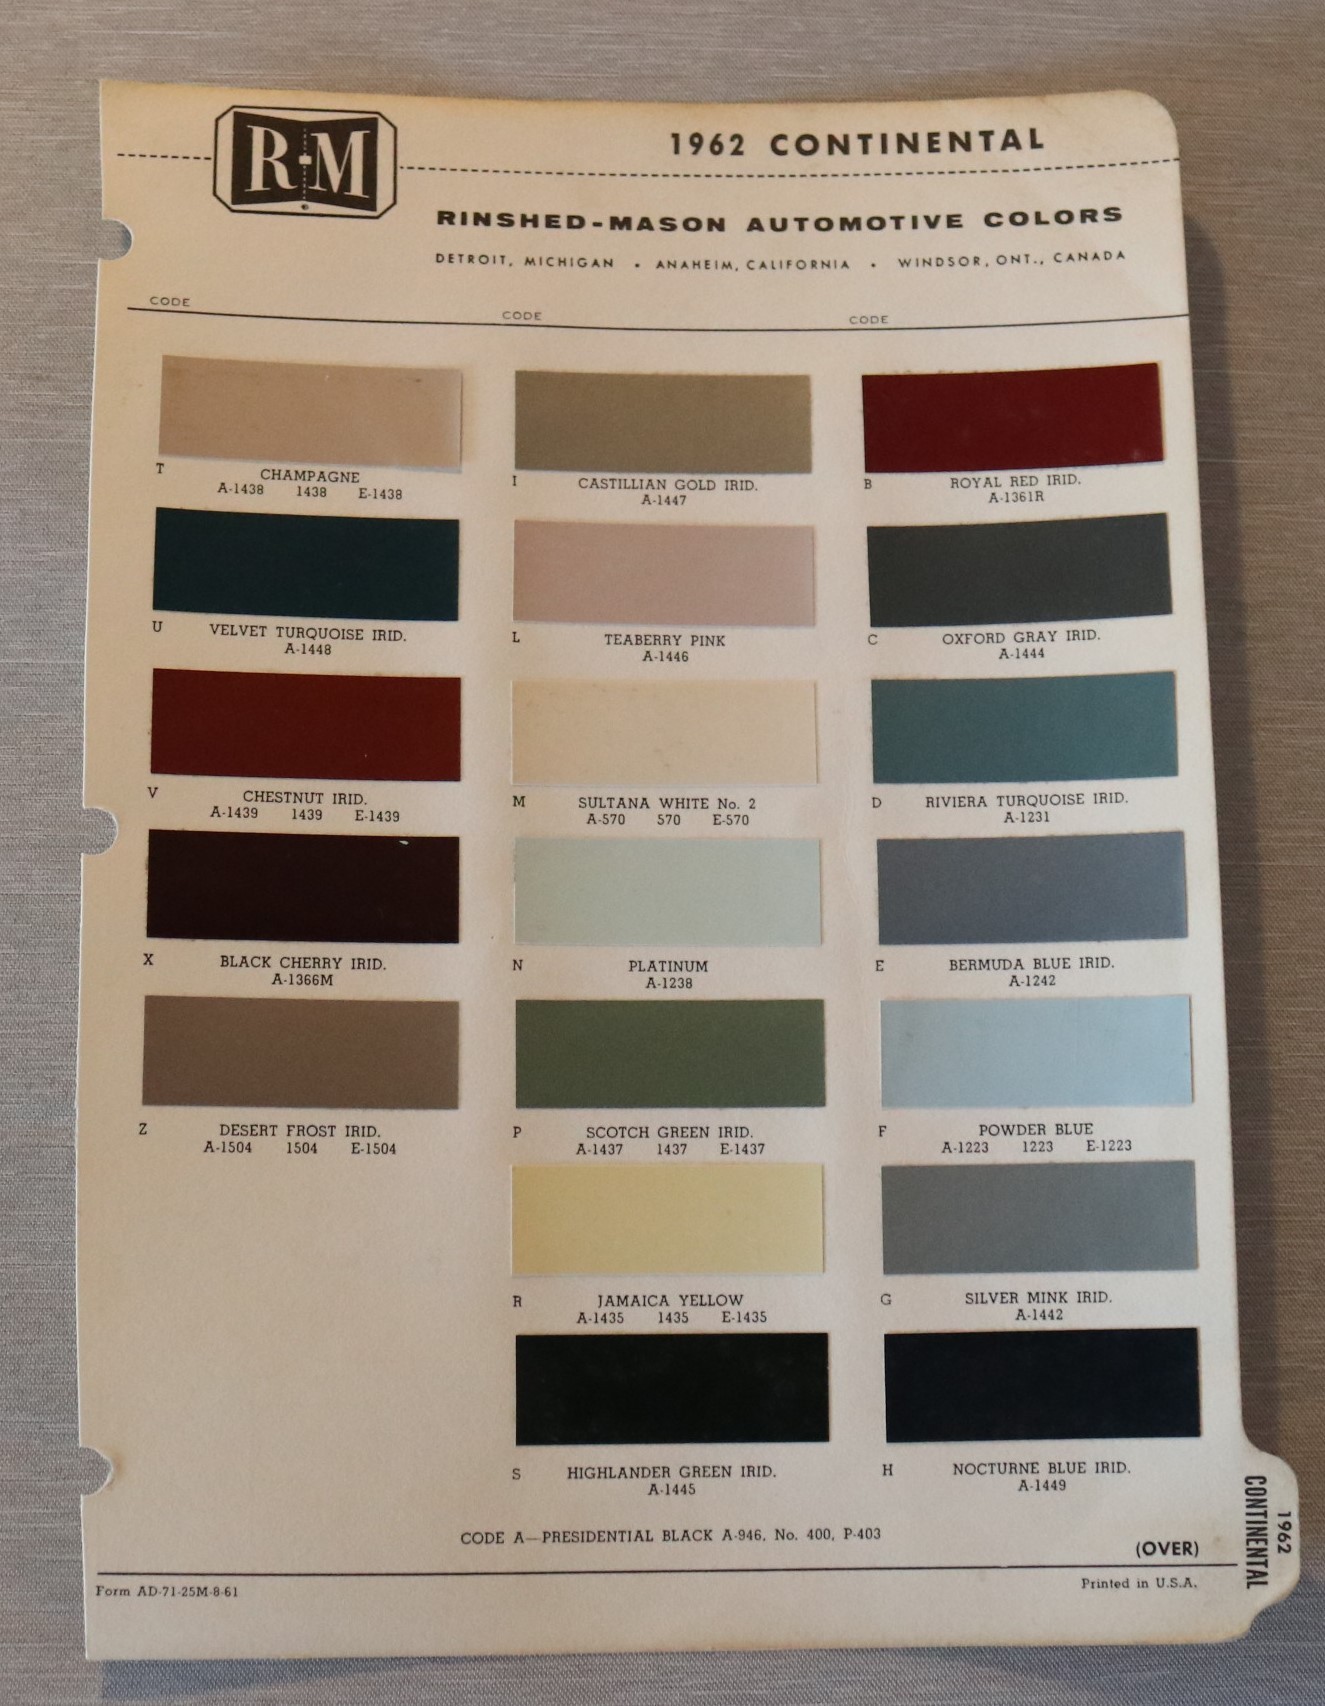 R-M
1962 CONTINENTAL
RINSHED-MASON AUTOMOTIVE COLORS
DETROIT, MICHIGAN • ANAHEIM, CALIFORNIA • WINDSOR, ONT., CANADA
CODE CODE CODE
T CHAMPAGNE
A-1438 1438 E-1438
U VELVET TURQUOISE IRID.
A-1448
V CHESTNUT IRID.
A-1439 1439 E-1439
X BLACK CHERRY IRID.
A-1366M
Z DESERT FROST IRID.
A-1504 1504 E-1504
I CASTILLIAN GOLD IRID.
A-1447
L TEABERRY PINK
A-1446
M SULTANA WHITE No. 2
A-570 570 E-570
N PLATINUM
A-1238
P SCOTCH GREEN IRID.
A-1437 1437 E-1437
R JAMAICA YELLOW
A-1435 1435 E-1435
S HIGHLANDER GREEN IRID.
A-1445
B ROYAL RED IRID.
A-1361R
C OXFORD GRAY IRID.
A-1444
D RIVIERA TURQUOISE IRID.
A-1231
E BERMUDA BLUE IRID.
A-1242
F POWDER BLUE
A-1223 1223 E-1223
G SILVER MINK IRID.
A-1442
H NOCTURNE BLUE IRID.
A-1449
CODE A—PRESIDENTIAL BLACK A-946, No. 400, P-403
(OVER)
Form AD-71-25M-8-61
Printed in U.S.A.
1962
CONTINENTAL